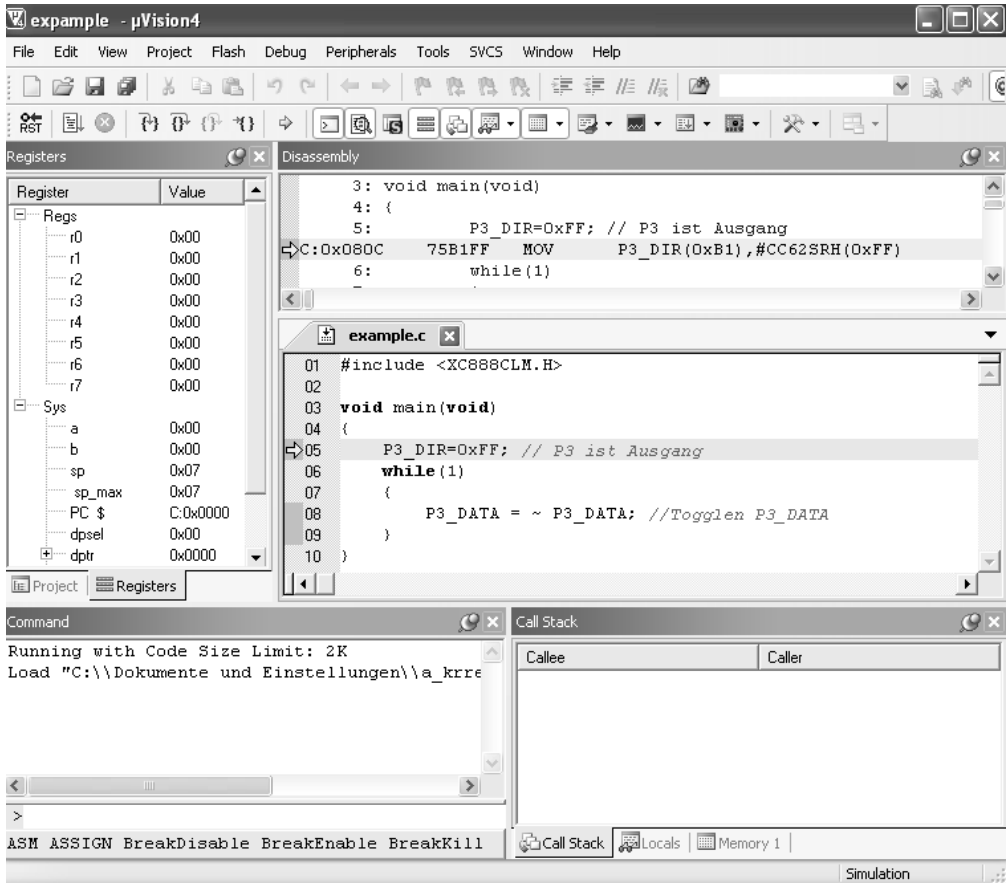 expample - µVision4
File Edit View Project Flash Debug Peripherals Tools SVCS Window Help
RST
Registers
Register Value
Regs
r0 0x00
r1 0x00
r2 0x00
r3 0x00
r4 0x00
r5 0x00
r6 0x00
r7 0x00
Sys
a 0x00
b 0x00
sp 0x07
sp_max 0x07
PC $ C:0x0000
dpsel 0x00
dptr 0x0000
Project Registers
Disassembly
3: void main(void)
4: {
5: P3_DIR=0xFF; // P3 ist Ausgang
C:0x080C 75B1FF MOV P3_DIR(0xB1),#CC62SRH(0xFF)
6: while(1)
example.c
01 #include <XC888CLM.H>
02
03 void main(void)
04 {
05 P3_DIR=0xFF; // P3 ist Ausgang
06 while(1)
07 {
08 P3_DATA = ~ P3_DATA; //Togglen P3_DATA
09 }
10 }
Command
Running with Code Size Limit: 2K
Load "C:\\Dokumente und Einstellungen\\a_krre
>
ASM ASSIGN BreakDisable BreakEnable BreakKill
Call Stack
Callee Caller
Call Stack Locals Memory 1
Simulation